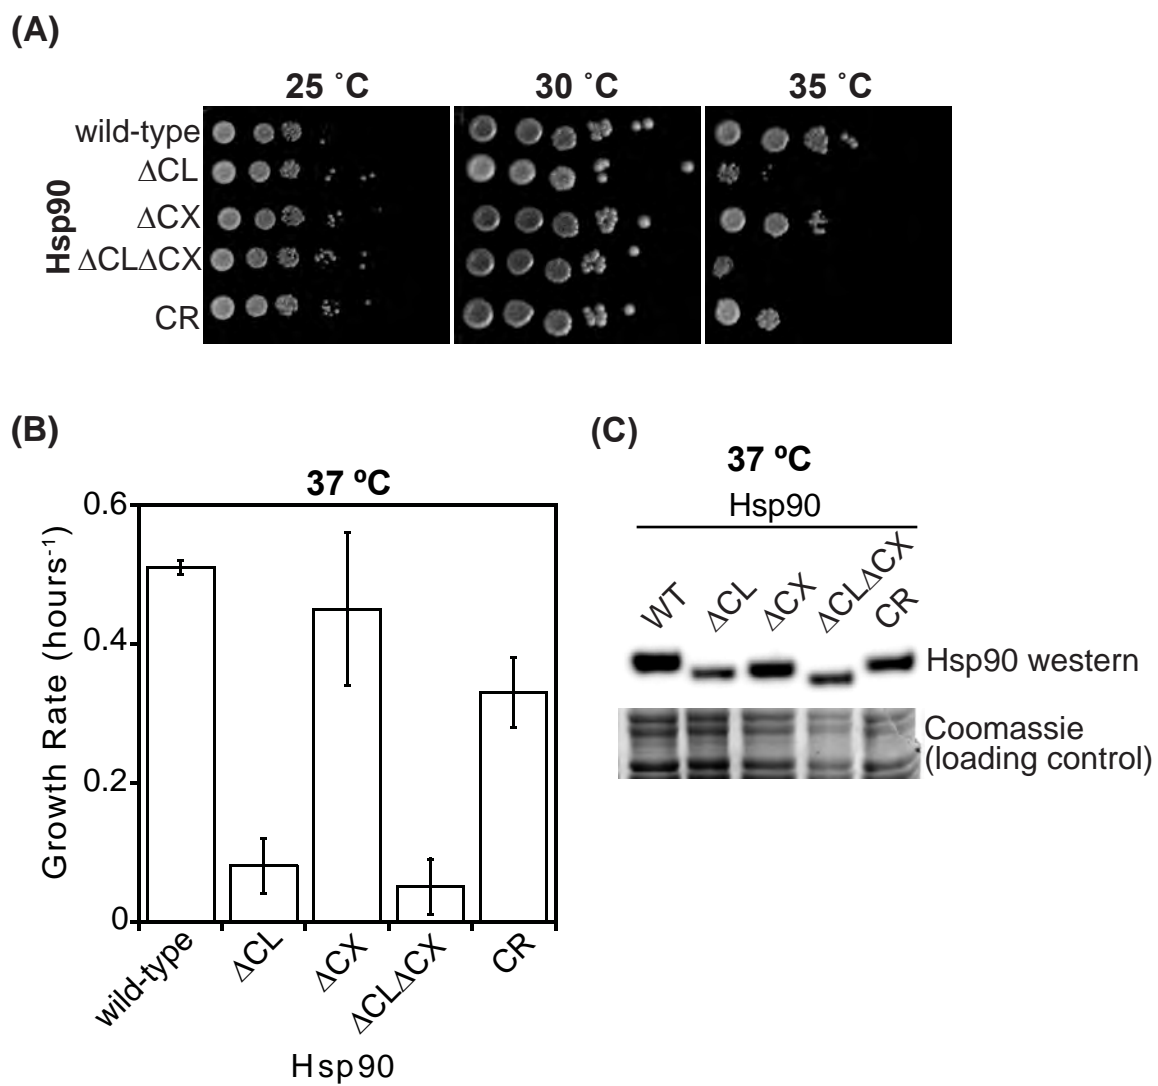 (A)
25 ˚C
30 ˚C
35 ˚C
Hsp90
wild-type
ΔCL
ΔCX
ΔCLΔCX
CR
(B)
37 ºC
Growth Rate (hours-1)
0.6
0.4
0.2
0
wild-type
ΔCL
ΔCX
ΔCLΔCX
CR
Hsp90
(C)
37 ºC
Hsp90
WT
ΔCL
ΔCX
ΔCLΔCX
CR
Hsp90 western
Coomassie
(loading control)